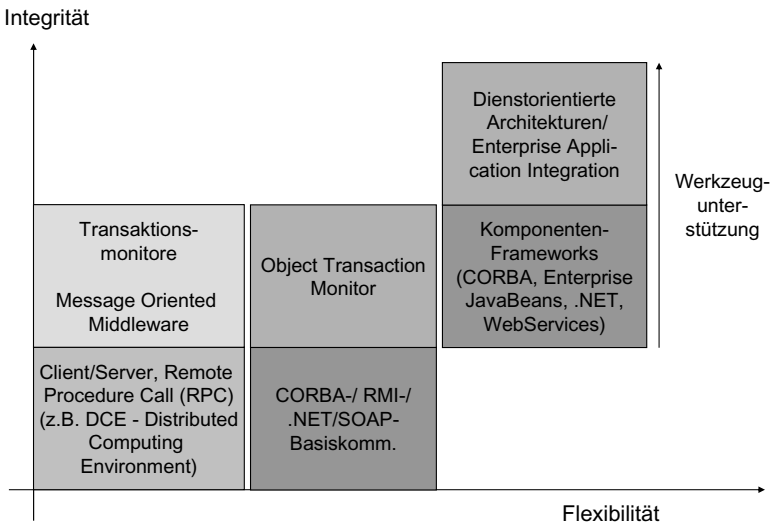 Integrität
Dienstorientierte
Architekturen/
Enterprise Appli-
cation Integration
Werkzeug-
unter-
stützung
Transaktions-
monitore
Message Oriented
Middleware
Object Transaction
Monitor
Komponenten-
Frameworks
(CORBA, Enterprise
JavaBeans, .NET,
WebServices)
Client/Server, Remote
Procedure Call (RPC)
(z.B. DCE - Distributed
Computing
Environment)
CORBA-/ RMI-/
.NET/SOAP-
Basiskomm.
Flexibilität